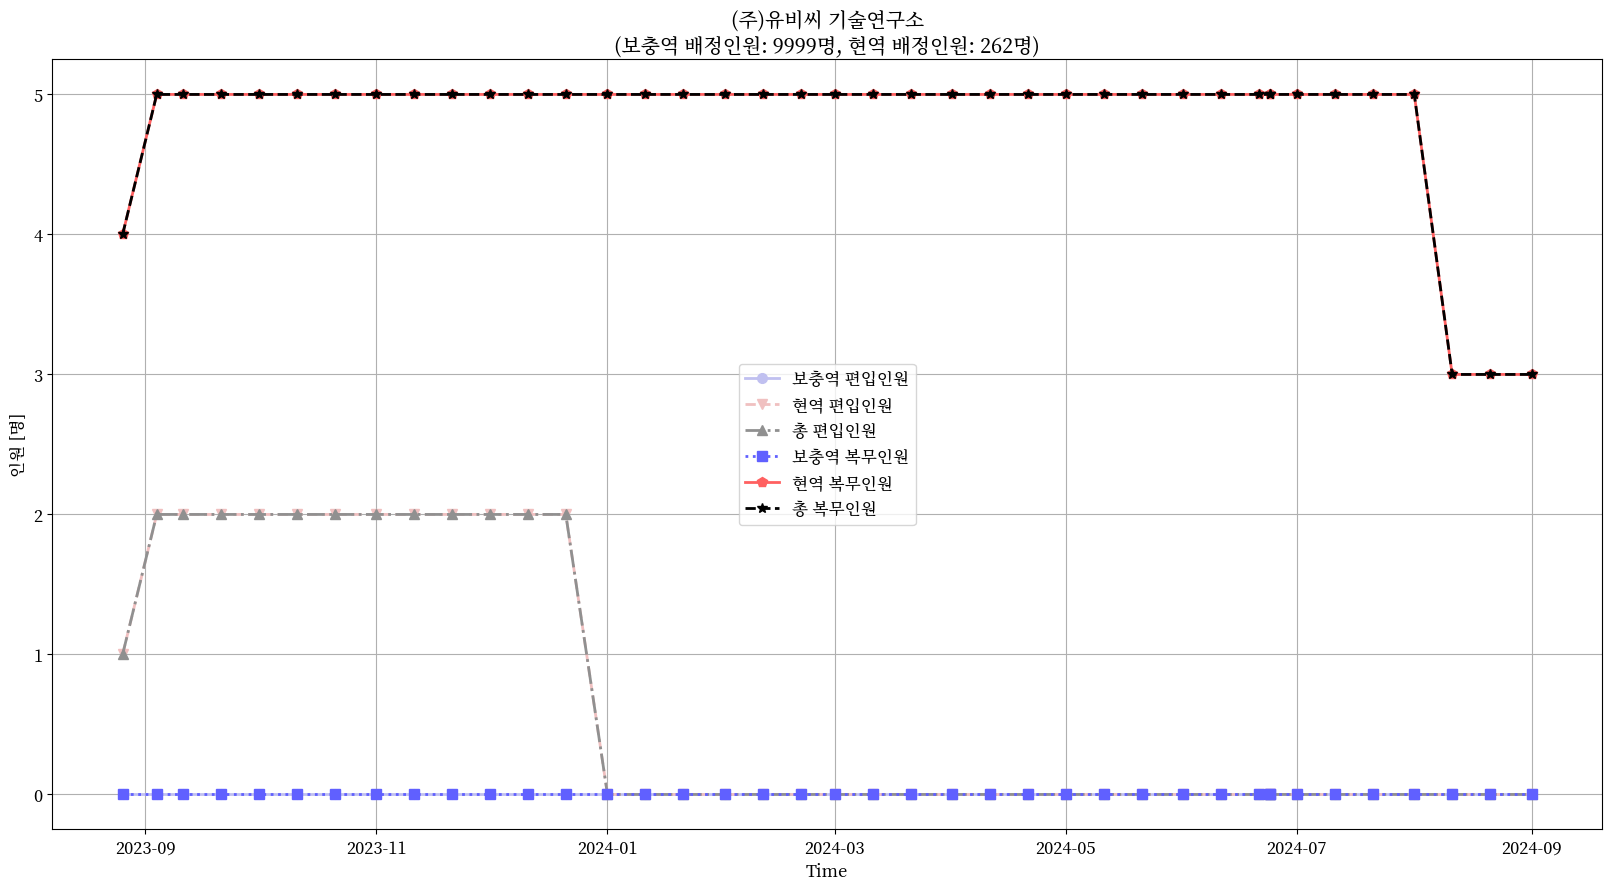 (주)유비씨 기술연구소
(보충역 배정인원: 9999명, 현역 배정인원: 262명)
인원 [명]
5
4
3
2
1
0
보충역 편입인원
현역 편입인원
총 편입인원
보충역 복무인원
현역 복무인원
총 복무인원
2023-09 2023-11 2024-01 2024-03 2024-05 2024-07 2024-09
Time